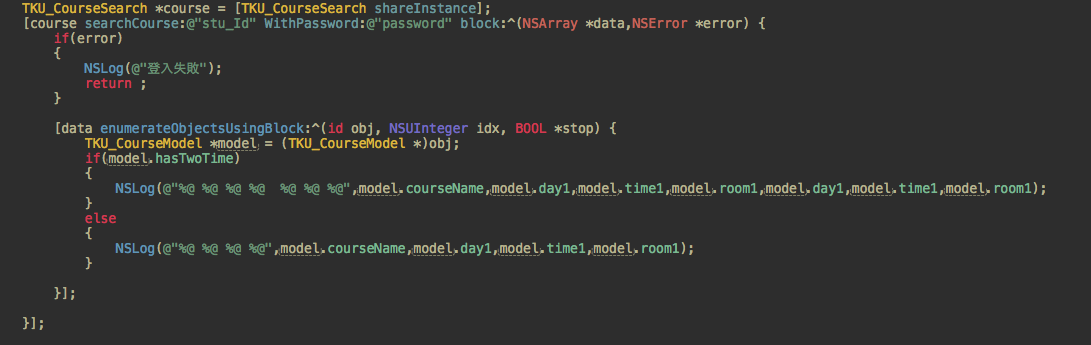 TKU_CourseSearch *course = [TKU_CourseSearch shareInstance];
[course searchCourse:@"stu_Id" WithPassword:@"password" block:^(NSArray *data,NSError *error) {
if(error)
{
NSLog(@"登入失敗");
return ;
}
[data enumerateObjectsUsingBlock:^(id obj, NSUInteger idx, BOOL *stop) {
TKU_CourseModel *model = (TKU_CourseModel *)obj;
if(model.hasTwoTime)
{
NSLog(@"%@ %@ %@ %@  %@ %@ %@",model.courseName,model.day1,model.time1,model.room1,model.day1,model.time1,model.room1);
}
else
{
NSLog(@"%@ %@ %@ %@",model.courseName,model.day1,model.time1,model.room1);
}
}];
}];